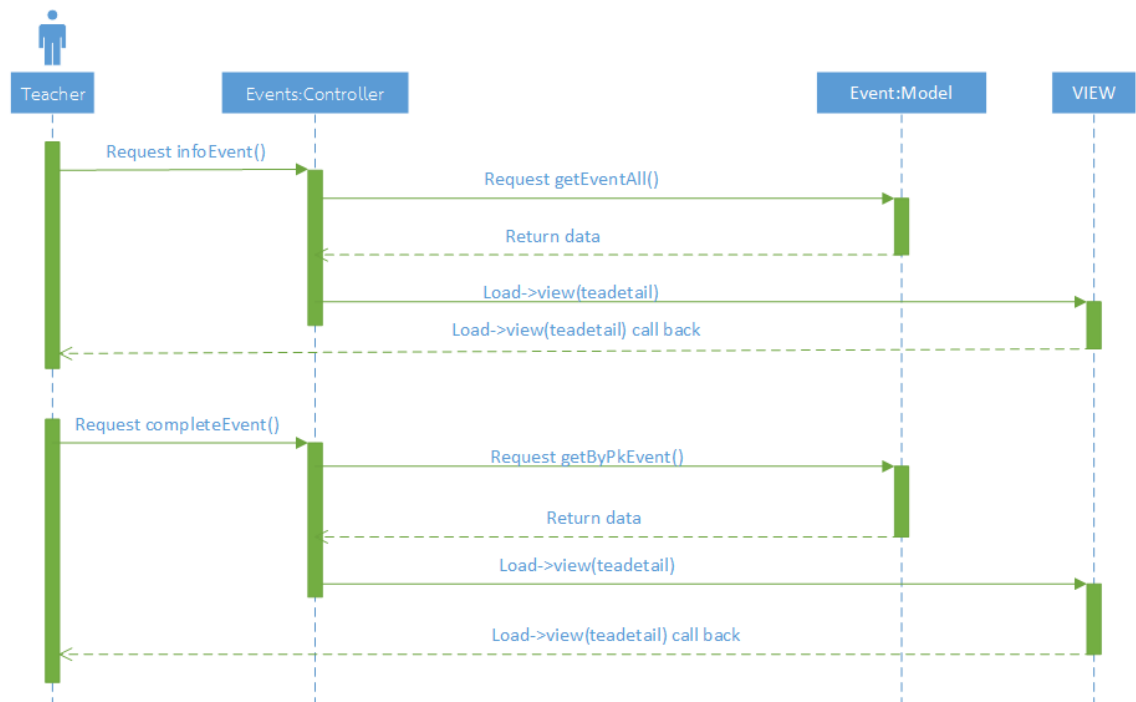 Teacher
Events:Controller
Event:Model
VIEW
Request infoEvent()
Request getEventAll()
Return data
Load->view(teadetail)
Load->view(teadetail) call back
Request completeEvent()
Request getByPkEvent()
Return data
Load->view(teadetail)
Load->view(teadetail) call back